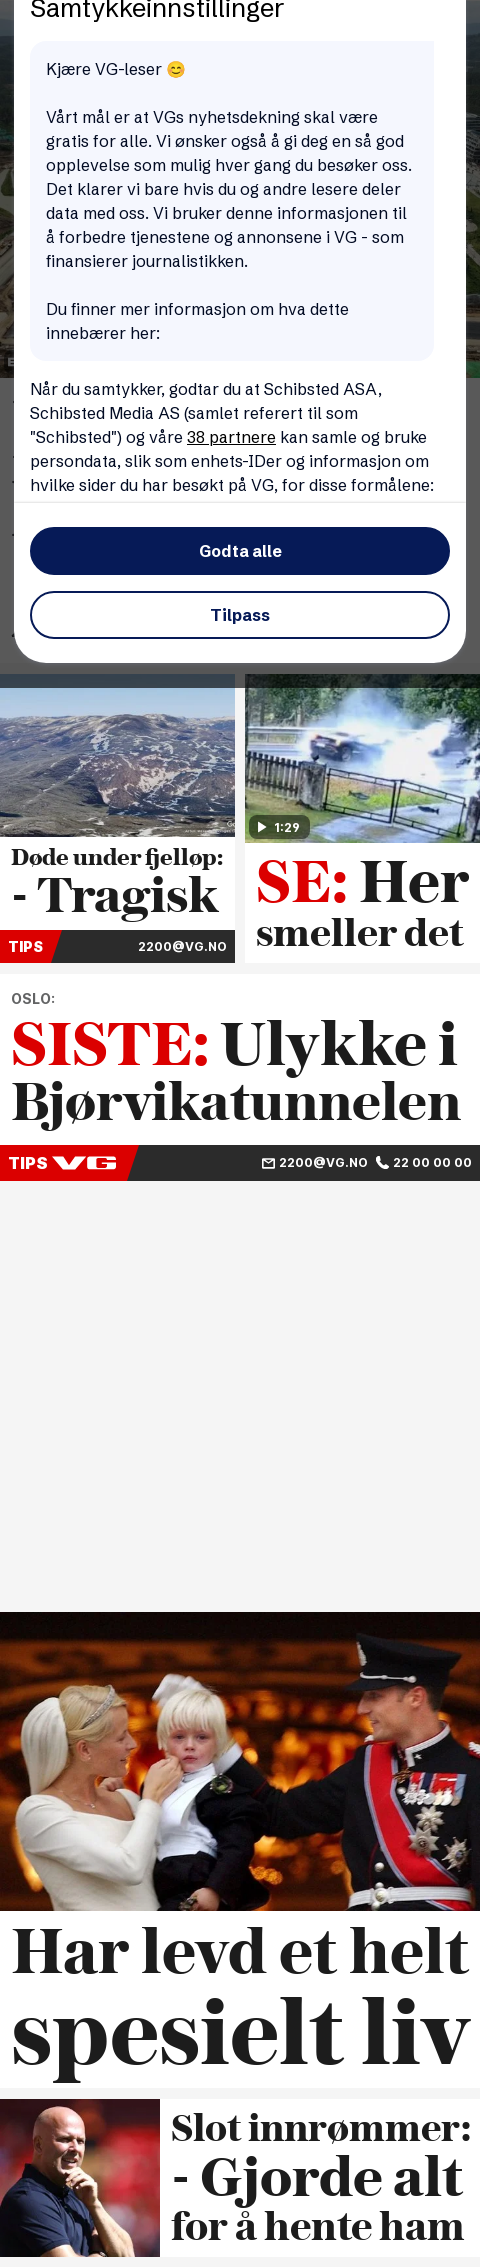 Samtykkeinnstillinger
Kjære VG-leser 😊
Vårt mål er at VGs nyhetsdekning skal være
gratis for alle. Vi ønsker også å gi deg en så god
opplevelse som mulig hver gang du besøker oss.
Det klarer vi bare hvis du og andre lesere deler
data med oss. Vi bruker denne informasjonen til
å forbedre tjenestene og annonsene i VG - som
finansierer journalistikken.
Du finner mer informasjon om hva dette
innebærer her:
Når du samtykker, godtar du at Schibsted ASA,
Schibsted Media AS (samlet referert til som
"Schibsted") og våre 38 partnere kan samle og bruke
persondata, slik som enhets-IDer og informasjon om
hvilke sider du har besøkt på VG, for disse formålene:
Godta alle
Tilpass
1:29
Døde under fjelløp:
- Tragisk
TIPS 2200@VG.NO
SE: Her
smeller det
OSLO:
SISTE: Ulykke i
Bjørvikatunnelen
TIPS VG 2200@VG.NO 22 00 00 00
Har levd et helt
spesielt liv
Slot innrømmer:
- Gjorde alt
for å hente ham